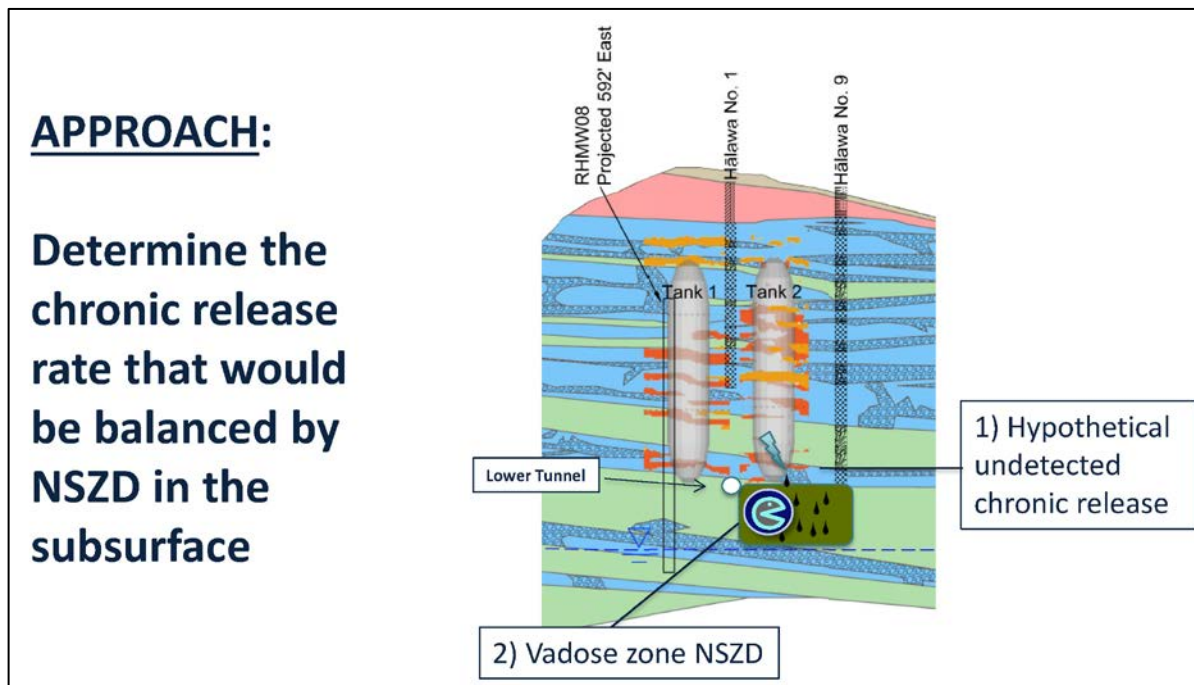 APPROACH:
Determine the
chronic release
rate that would
be balanced by
NSZD in the
subsurface
RHMW08
Projected 592' East
Hālawa No. 1
Hālawa No. 9
Tank 1
Tank 2
Lower Tunnel
1) Hypothetical
undetected
chronic release
2) Vadose zone NSZD